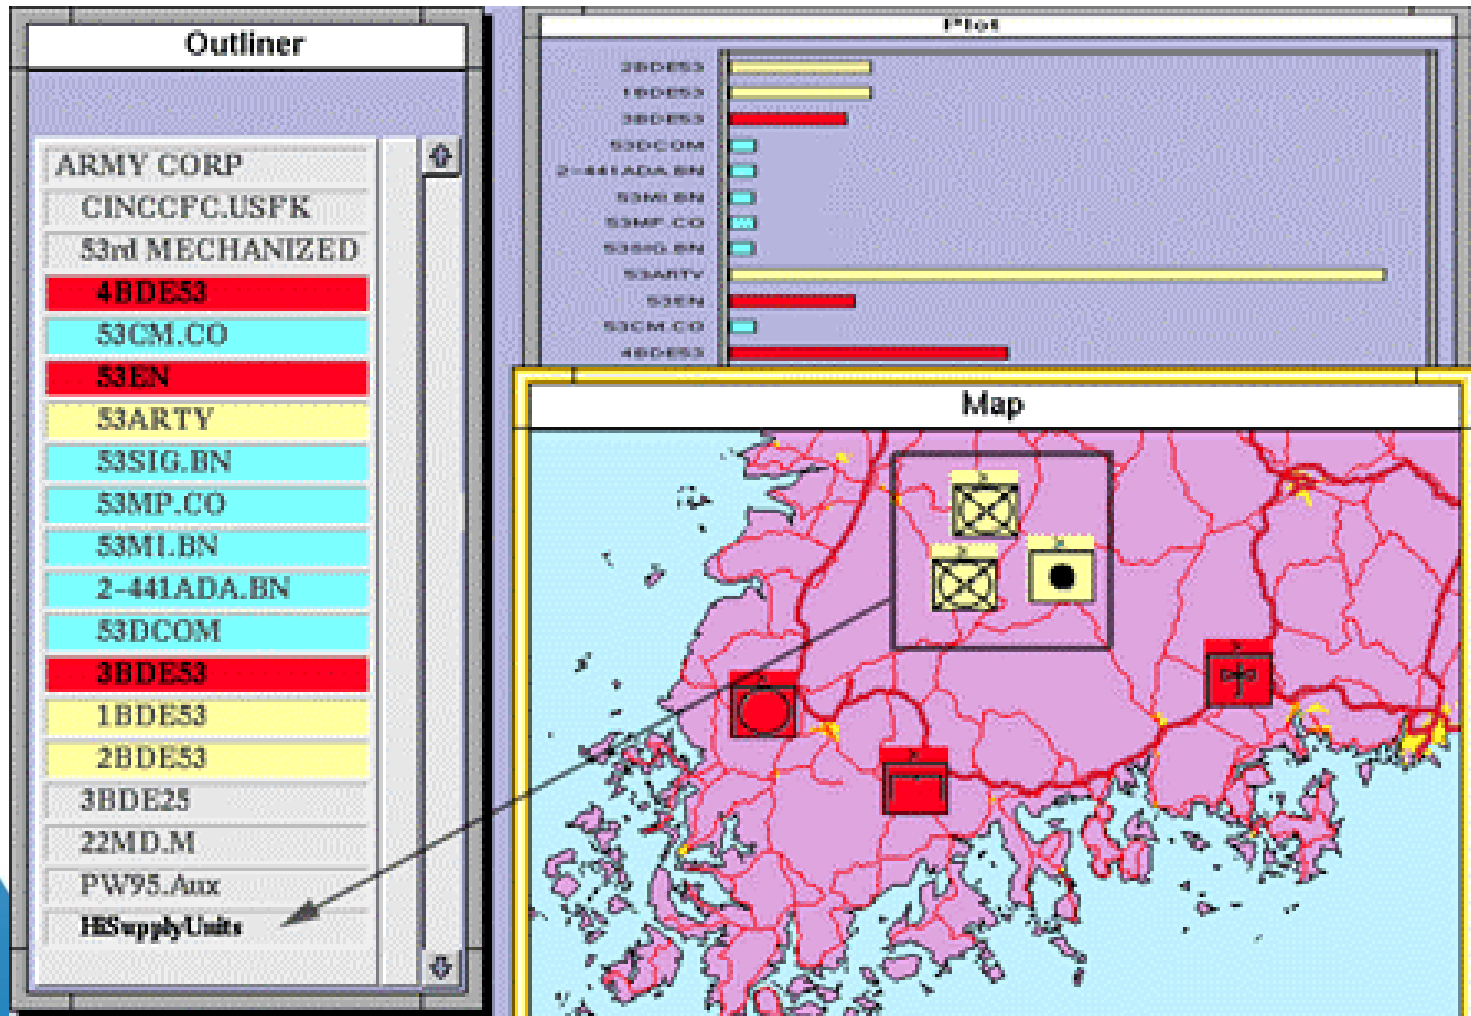 Outliner
ARMY CORP
CINCCFC.USFK
53rd MECHANIZED
4BDE53
53CM.CO
53EN
53ARTY
53SIG.BN
53MP.CO
53MI.BN
2-441ADA.BN
53DCOM
3BDE53
1BDE53
2BDE53
3BDE25
22MD.M
PW95.Aux
HiSupplyUnits
Plot
2BDE53
1BDE53
3BDE53
53DCOM
2-441ADA.BN
53MI.BN
53MP.CO
53SIG.BN
53ARTY
53EN
53CM.CO
4BDE53
Map